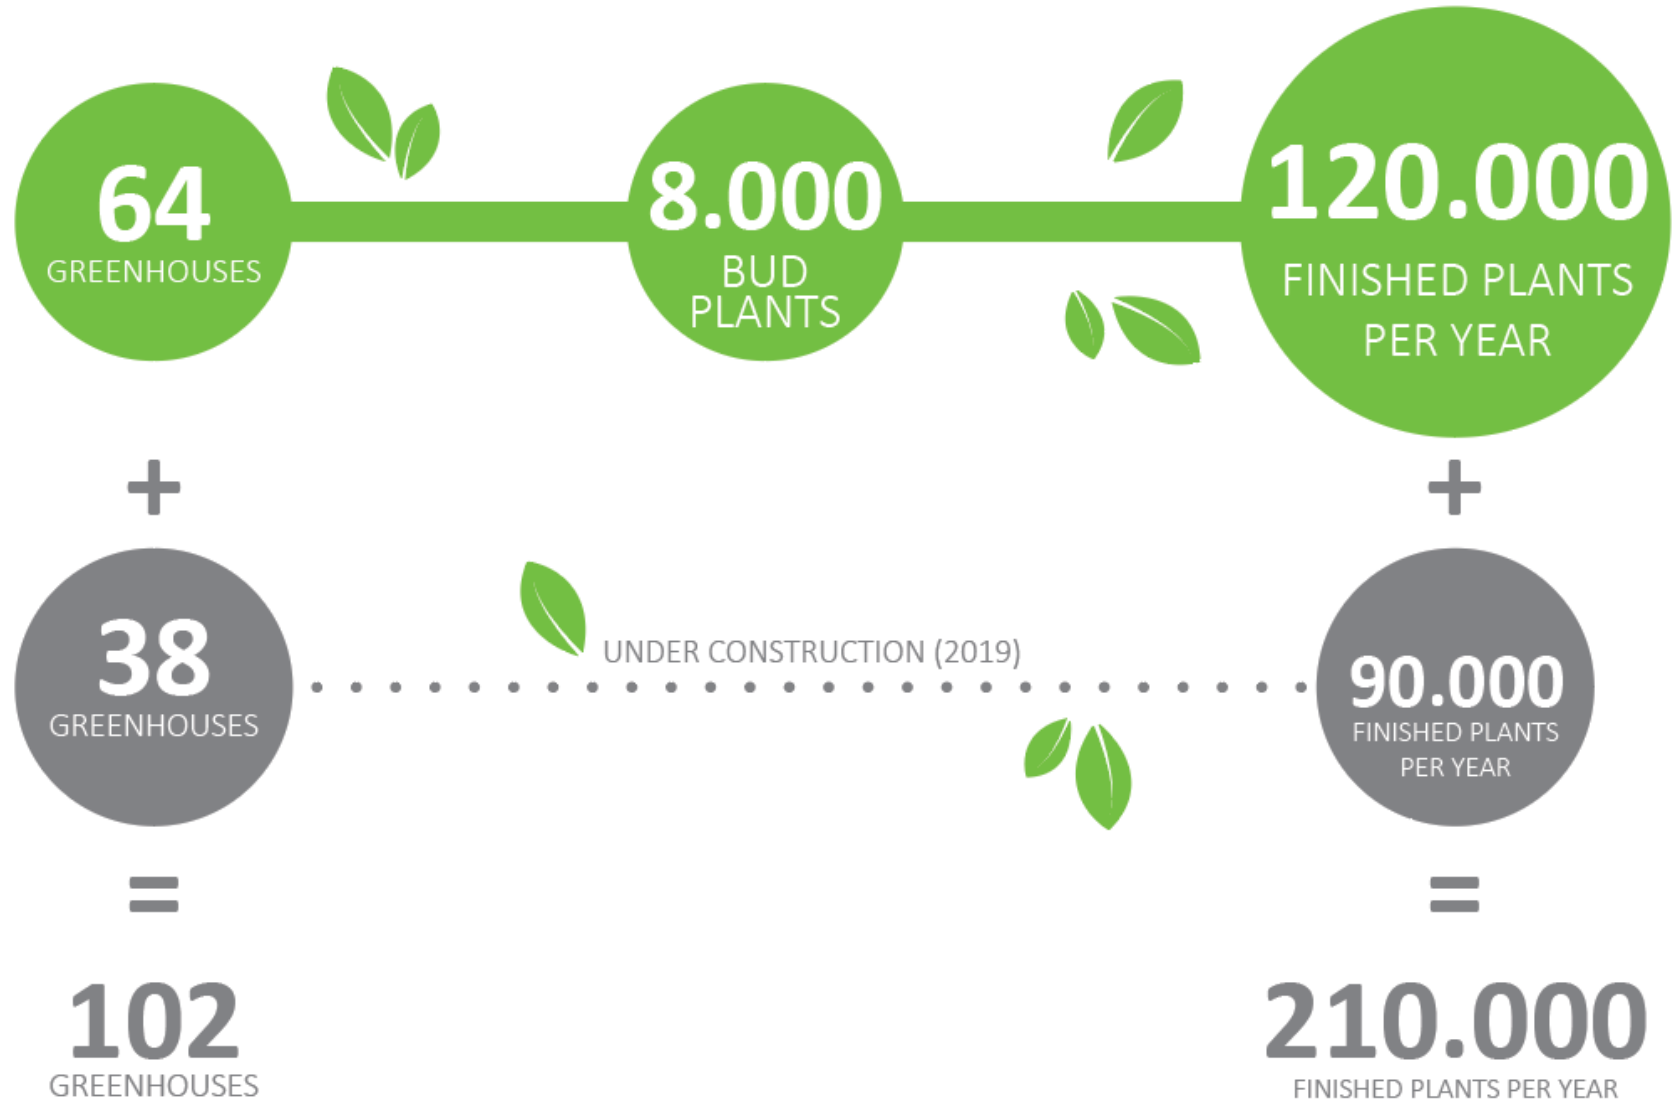 64
GREENHOUSES
8.000
BUD
PLANTS
120.000
FINISHED PLANTS
PER YEAR
+
+
38
GREENHOUSES
UNDER CONSTRUCTION (2019)
90.000
FINISHED PLANTS
PER YEAR
=
=
102
GREENHOUSES
210.000
FINISHED PLANTS PER YEAR